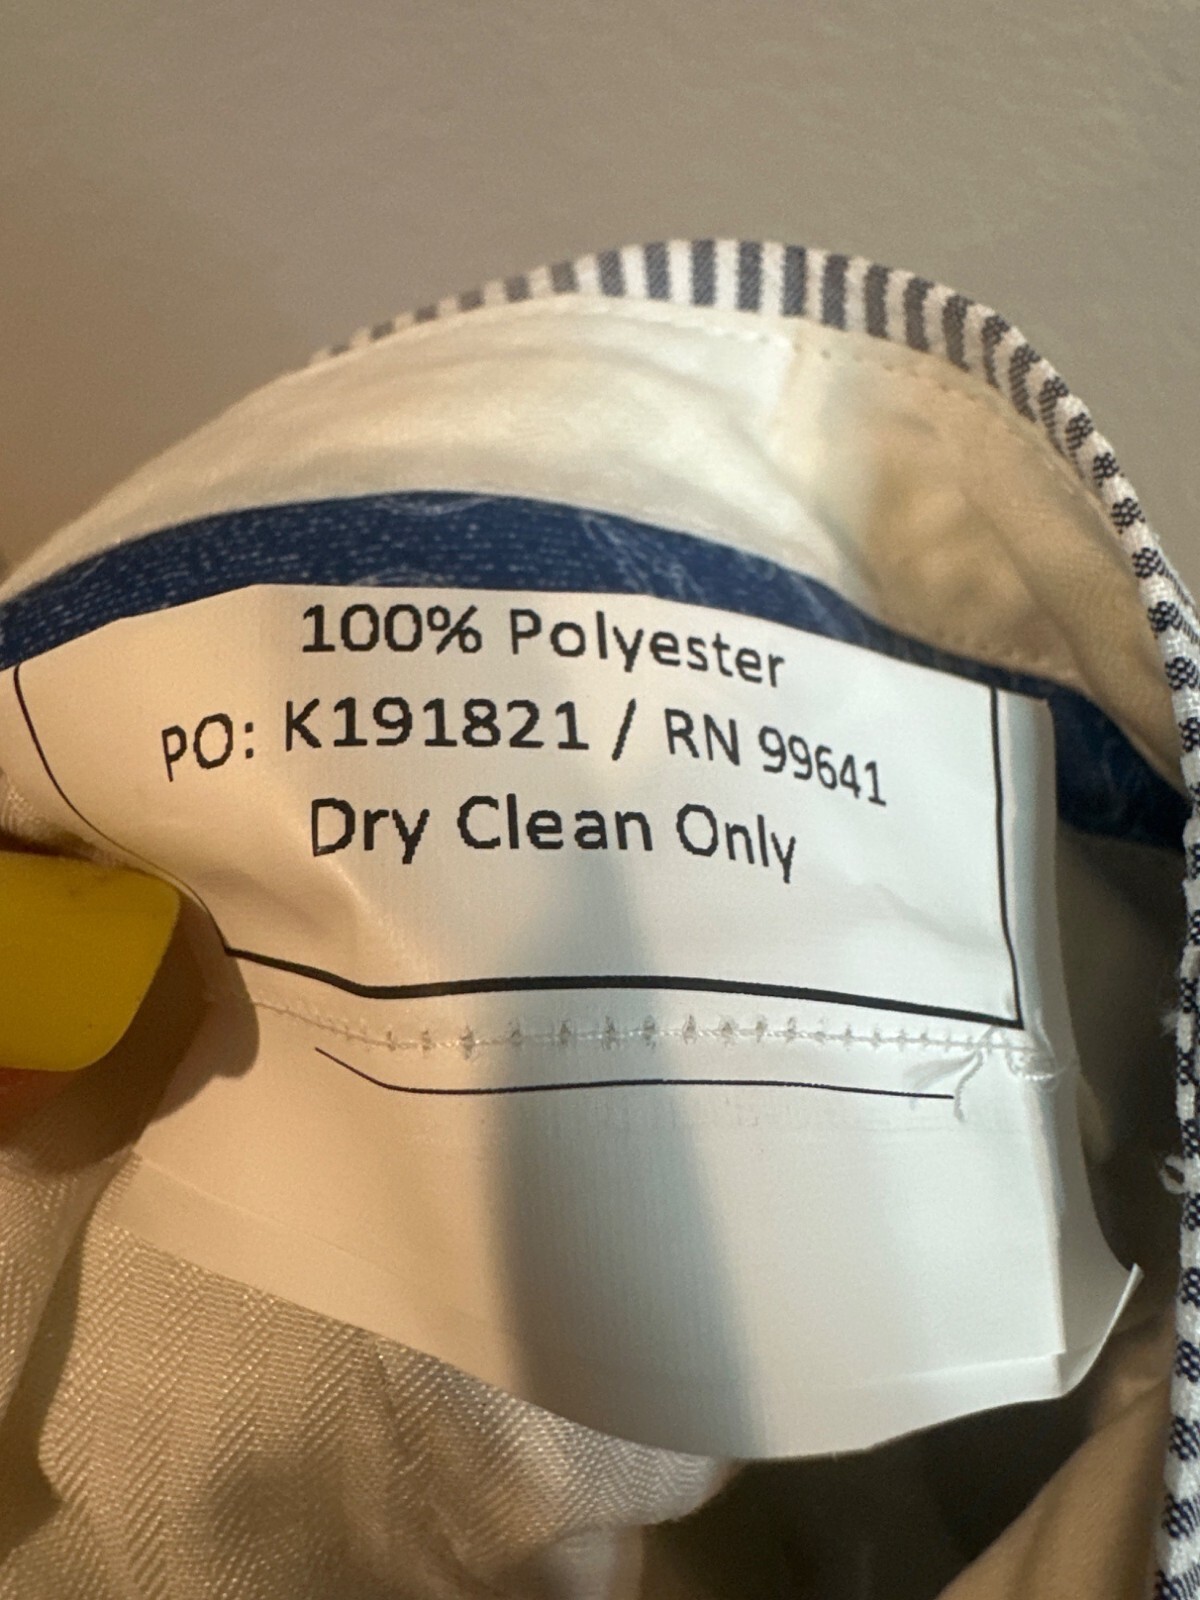 100% Polyester
PO: K191821 / RN 99641
Dry Clean Only